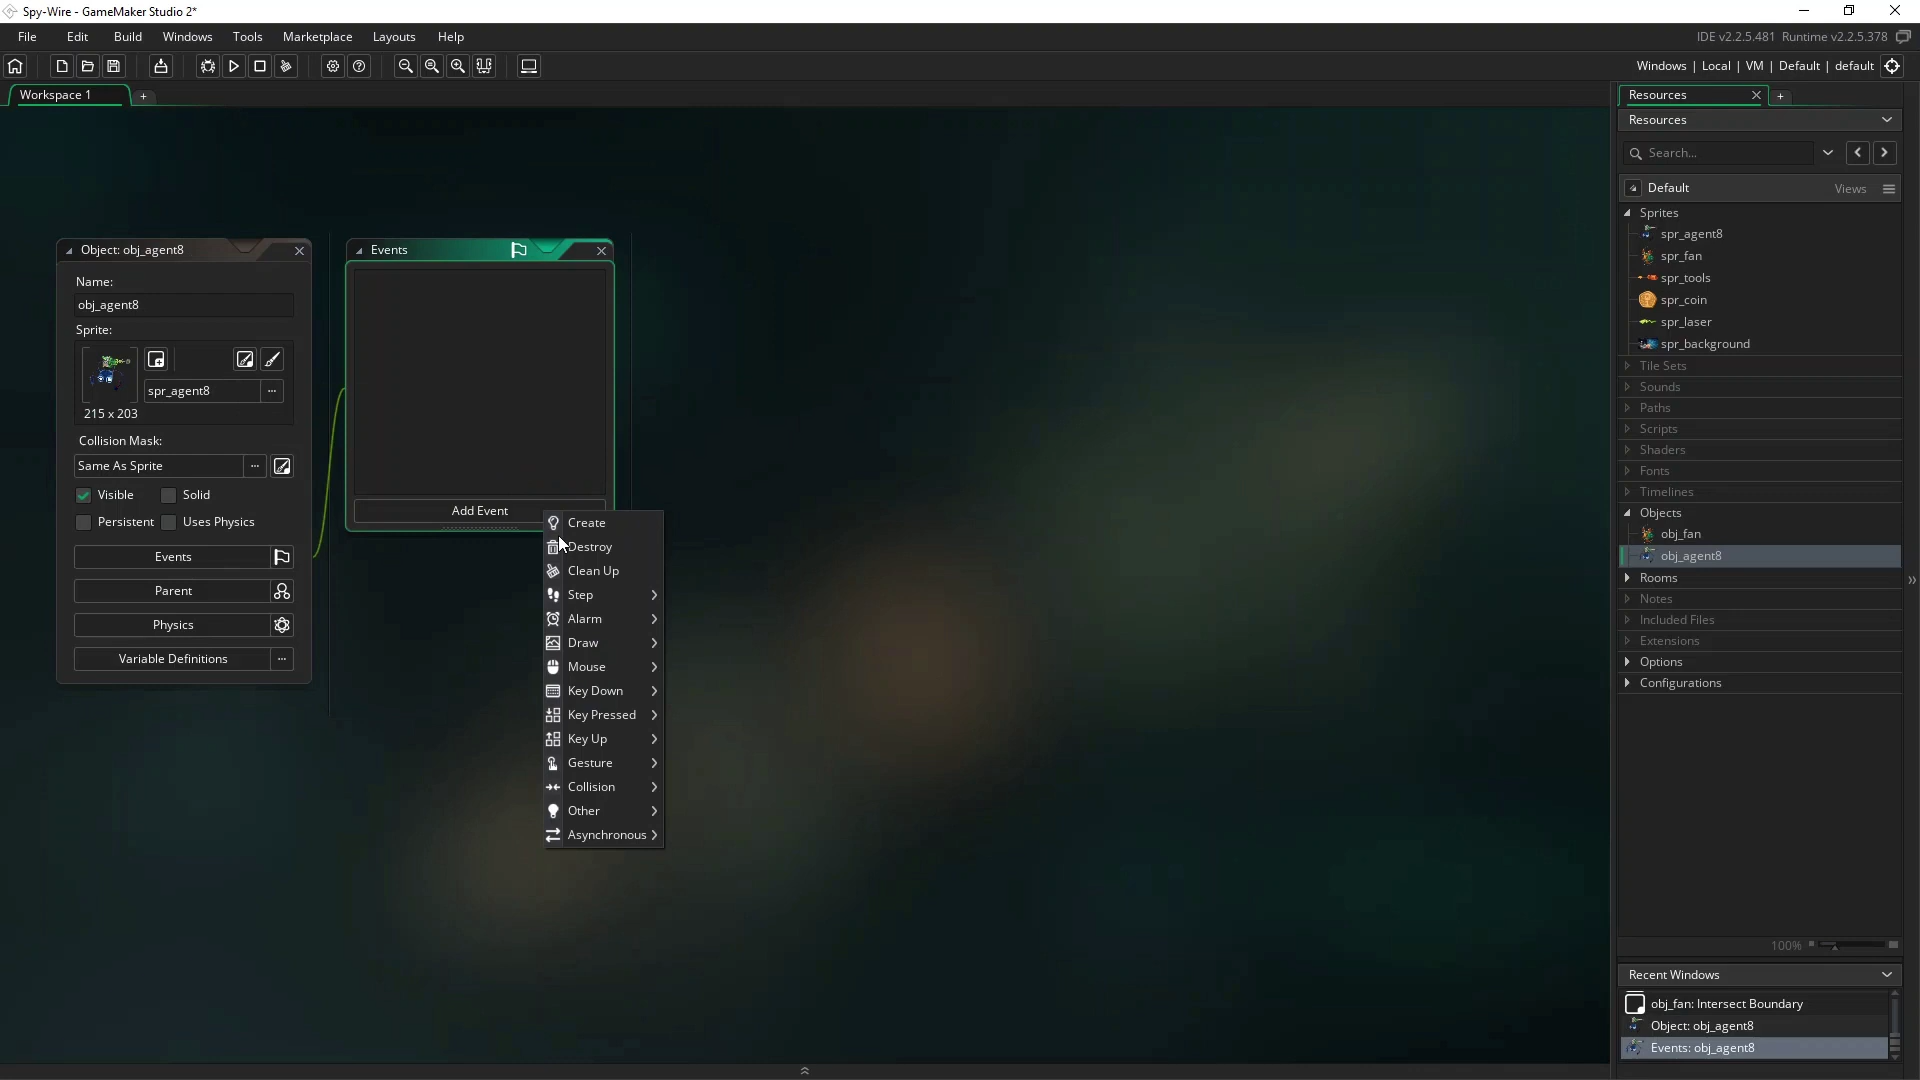 Spy-Wire - GameMaker Studio 2*
File Edit Build Windows Tools Marketplace Layouts Help
IDE v2.2.5.481 Runtime v2.2.5.378
Windows | Local | VM | Default | default
Workspace 1 +
Resources
Resources
Search...
Default Views
Sprites
spr_agent8
spr_fan
spr_tools
spr_coin
spr_laser
spr_background
Tile Sets
Sounds
Paths
Scripts
Shaders
Fonts
Timelines
Objects
obj_fan
obj_agent8
Rooms
Notes
Included Files
Extensions
Options
Configurations
100%
Recent Windows
obj_fan: Intersect Boundary
Object: obj_agent8
Events: obj_agent8
Object: obj_agent8
Name:
obj_agent8
Sprite:
spr_agent8 ...
215 x 203
Collision Mask:
Same As Sprite ...
Visible Solid
Persistent Uses Physics
Events
Parent
Physics
Variable Definitions ...
Events
Add Event
Create
Destroy
Clean Up
Step
Alarm
Draw
Mouse
Key Down
Key Pressed
Key Up
Gesture
Collision
Other
Asynchronous